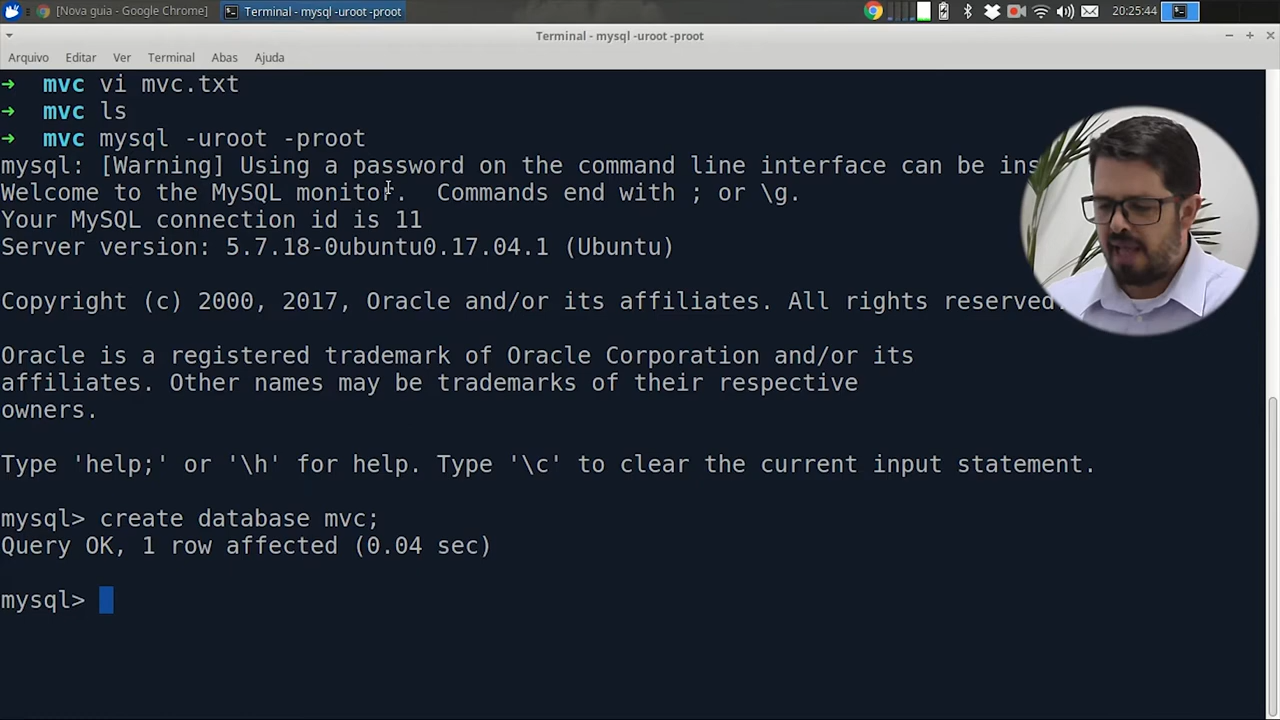 [Nova guia - Google Chrome]
Terminal - mysql -uroot -proot
20:25:44
Terminal - mysql -uroot -proot
Arquivo Editar Ver Terminal Abas Ajuda
➜ mvc vi mvc.txt
➜ mvc ls
➜ mvc mysql -uroot -proot
mysql: [Warning] Using a password on the command line interface can be ins
Welcome to the MySQL monitor. Commands end with ; or \g.
Your MySQL connection id is 11
Server version: 5.7.18-0ubuntu0.17.04.1 (Ubuntu)
Copyright (c) 2000, 2017, Oracle and/or its affiliates. All rights reserved.
Oracle is a registered trademark of Oracle Corporation and/or its
affiliates. Other names may be trademarks of their respective
owners.
Type 'help;' or '\h' for help. Type '\c' to clear the current input statement.
mysql> create database mvc;
Query OK, 1 row affected (0.04 sec)
mysql>